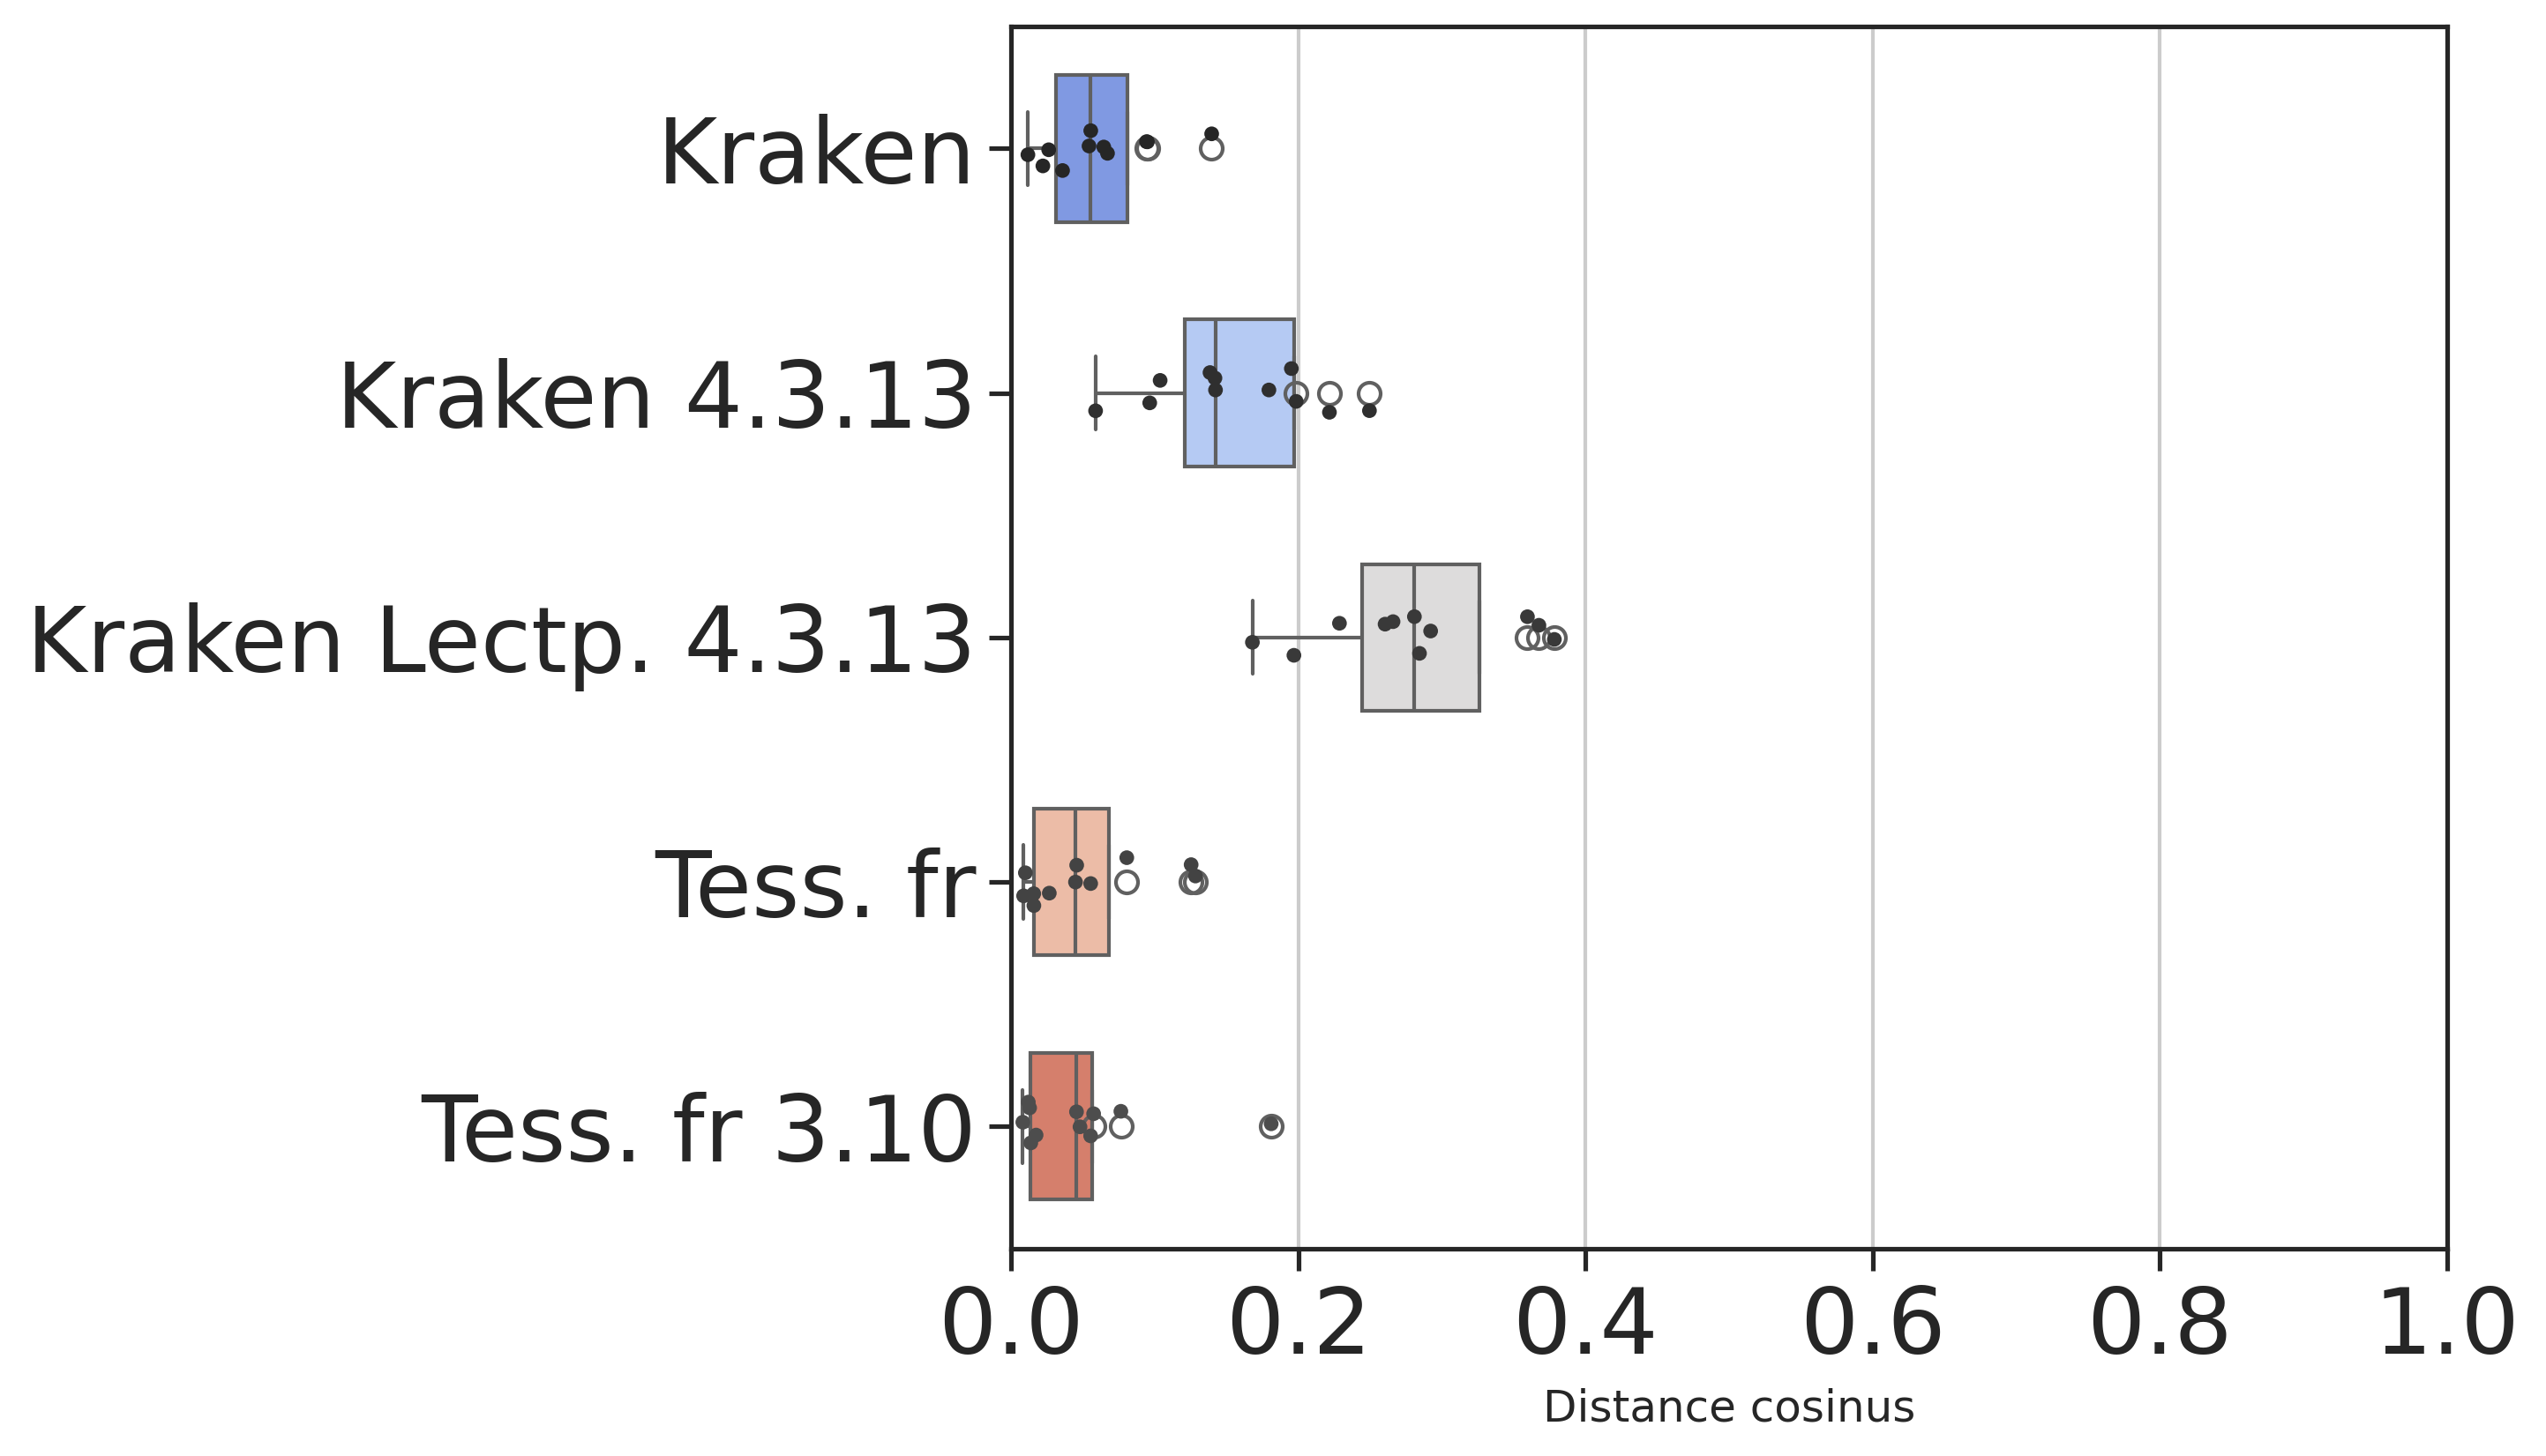 Kraken
Kraken 4.3.13
Kraken Lectp. 4.3.13
Tess. fr
Tess. fr 3.10
0.0 0.2 0.4 0.6 0.8 1.0
Distance cosinus